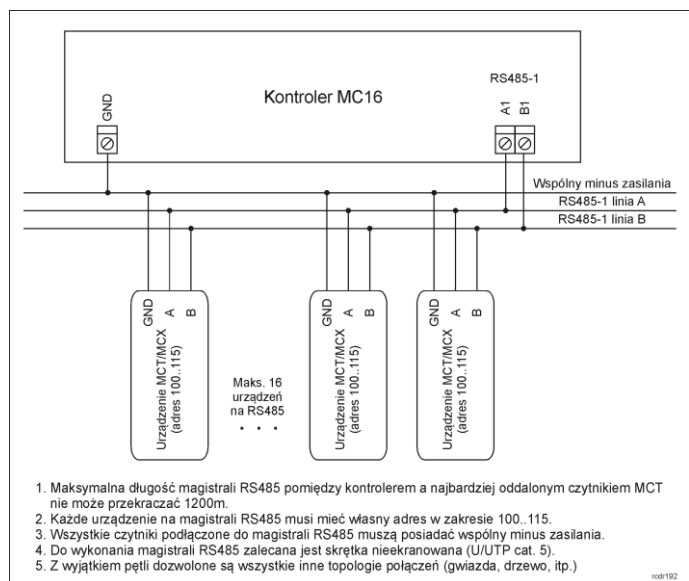 Kontroler MC16
RS485-1
GND
A1
B1
Wspólny minus zasilania
RS485-1 linia A
RS485-1 linia B
GND
A
B
Urządzenie MCT/MCX
(adres 100..115)
Maks. 16
urządzeń
na RS485
. . .
GND
A
B
Urządzenie MCT/MCX
(adres 100..115)
GND
A
B
Urządzenie MCT/MCX
(adres 100..115)
1. Maksymalna długość magistrali RS485 pomiędzy kontrolerem a najbardziej oddalonym czytnikiem MCT
nie może przekraczać 1200m.
2. Każde urządzenie na magistrali RS485 musi mieć własny adres w zakresie 100..115.
3. Wszystkie czytniki podłączone do magistrali RS485 muszą posiadać wspólny minus zasilania.
4. Do wykonania magistrali RS485 zalecana jest skrętka nieekranowana (U/UTP cat. 5).
5. Z wyjątkiem pętli dozwolone są wszystkie inne topologie połączeń (gwiazda, drzewo, itp.)
rcdr192